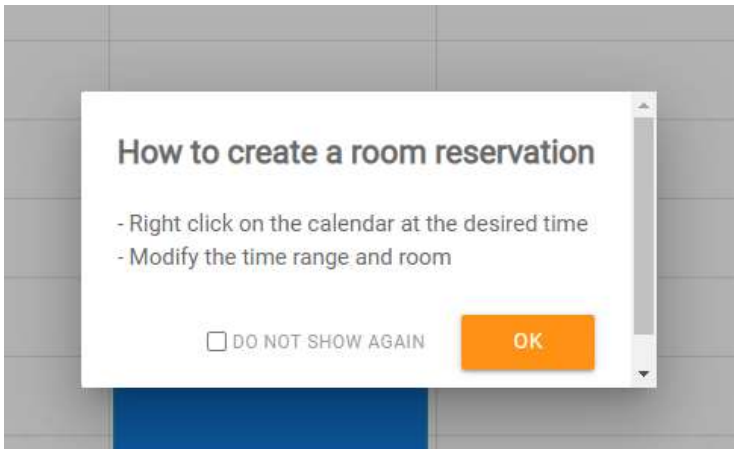 How to create a room reservation
- Right click on the calendar at the desired time
- Modify the time range and room
DO NOT SHOW AGAIN
OK